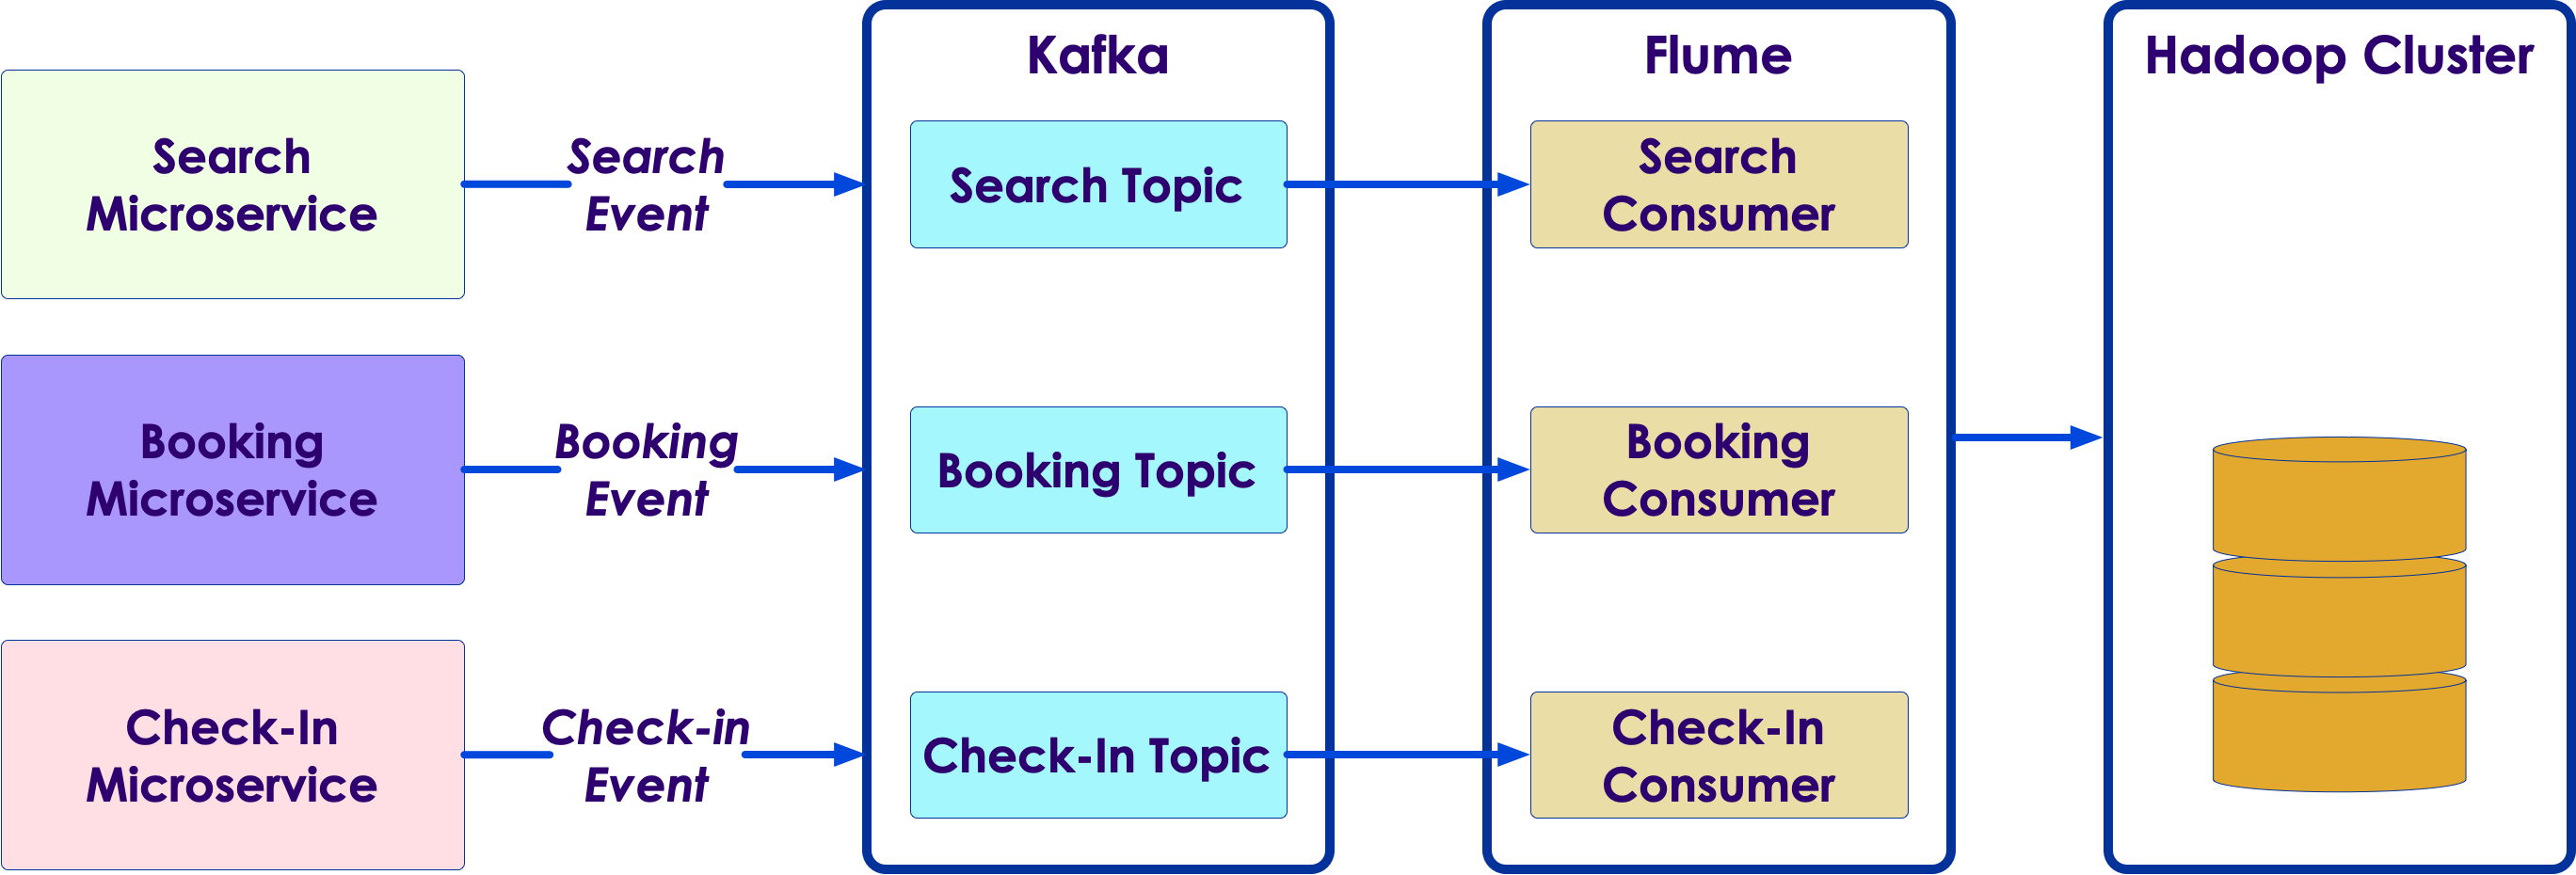 Search
Microservice
Search
Event
Booking
Microservice
Booking
Event
Check-In
Microservice
Check-in
Event
Kafka
Search Topic
Booking Topic
Check-In Topic
Flume
Search
Consumer
Booking
Consumer
Check-In
Consumer
Hadoop Cluster